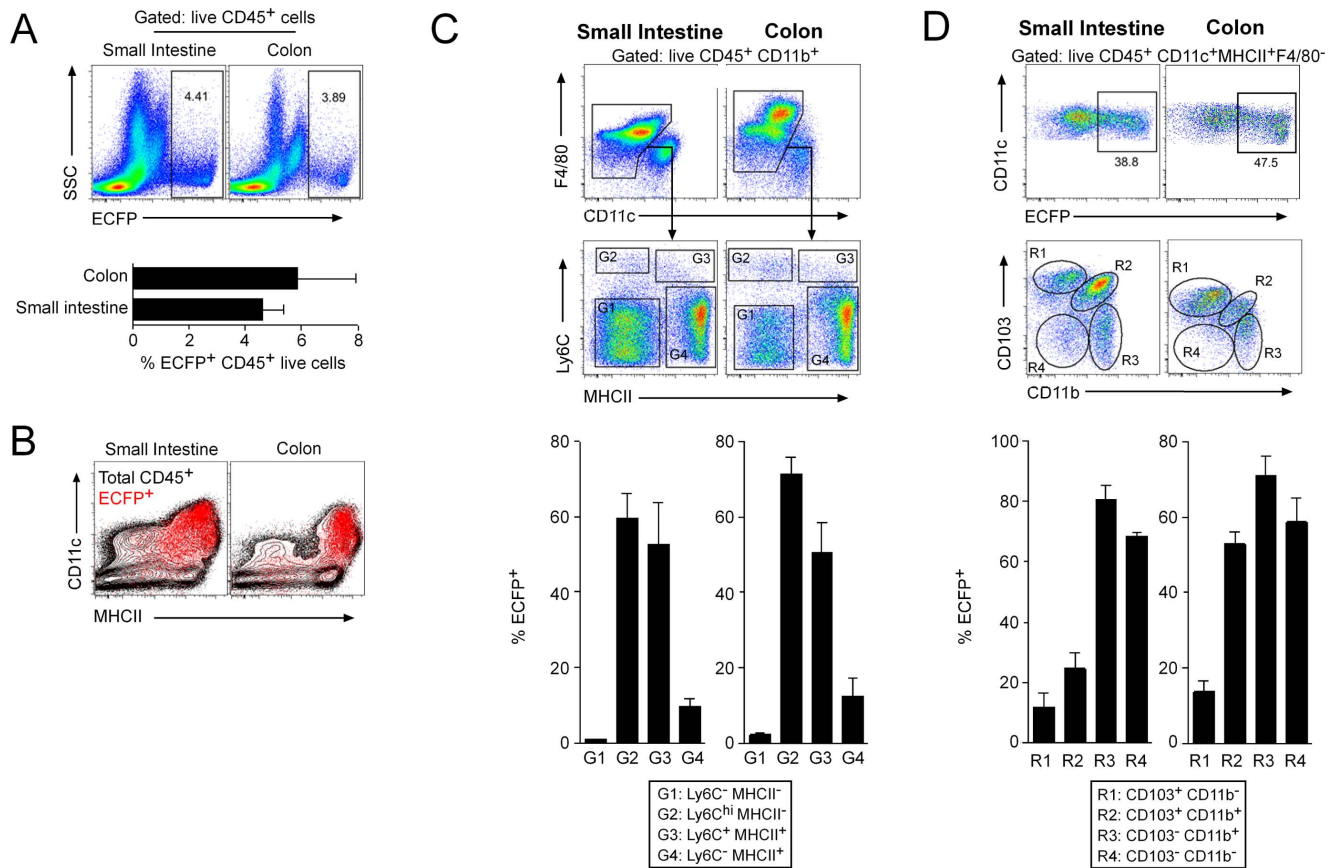 A
Gated: live CD45+ cells
Small Intestine Colon
4.41 3.89
SSC
ECFP
Colon
Small intestine
0 2 4 6 8
% ECFP+ CD45+ live cells
B
Small Intestine Colon
Total CD45+
ECFP+
CD11c
MHCII
C
Small Intestine Colon
Gated: live CD45+ CD11b+
F4/80
CD11c
G2 G3 G2 G3
G1 G1
G4 G4
Ly6C
MHCII
80 80
60 60
40 40
20 20
0 0
% ECFP+
G1 G2 G3 G4 G1 G2 G3 G4
G1: Ly6C- MHCII-
G2: Ly6Chi MHCII-
G3: Ly6C+ MHCII+
G4: Ly6C- MHCII+
D
Small Intestine Colon
Gated: live CD45+ CD11c+MHCII+F4/80-
CD11c
38.8 47.5
ECFP
R1 R2 R1 R2
R4 R3 R4 R3
CD103
CD11b
100 80
80 60
60 40
40 20
20 0
0
% ECFP+
R1 R2 R3 R4 R1 R2 R3 R4
R1: CD103+ CD11b-
R2: CD103+ CD11b+
R3: CD103- CD11b+
R4: CD103- CD11b-